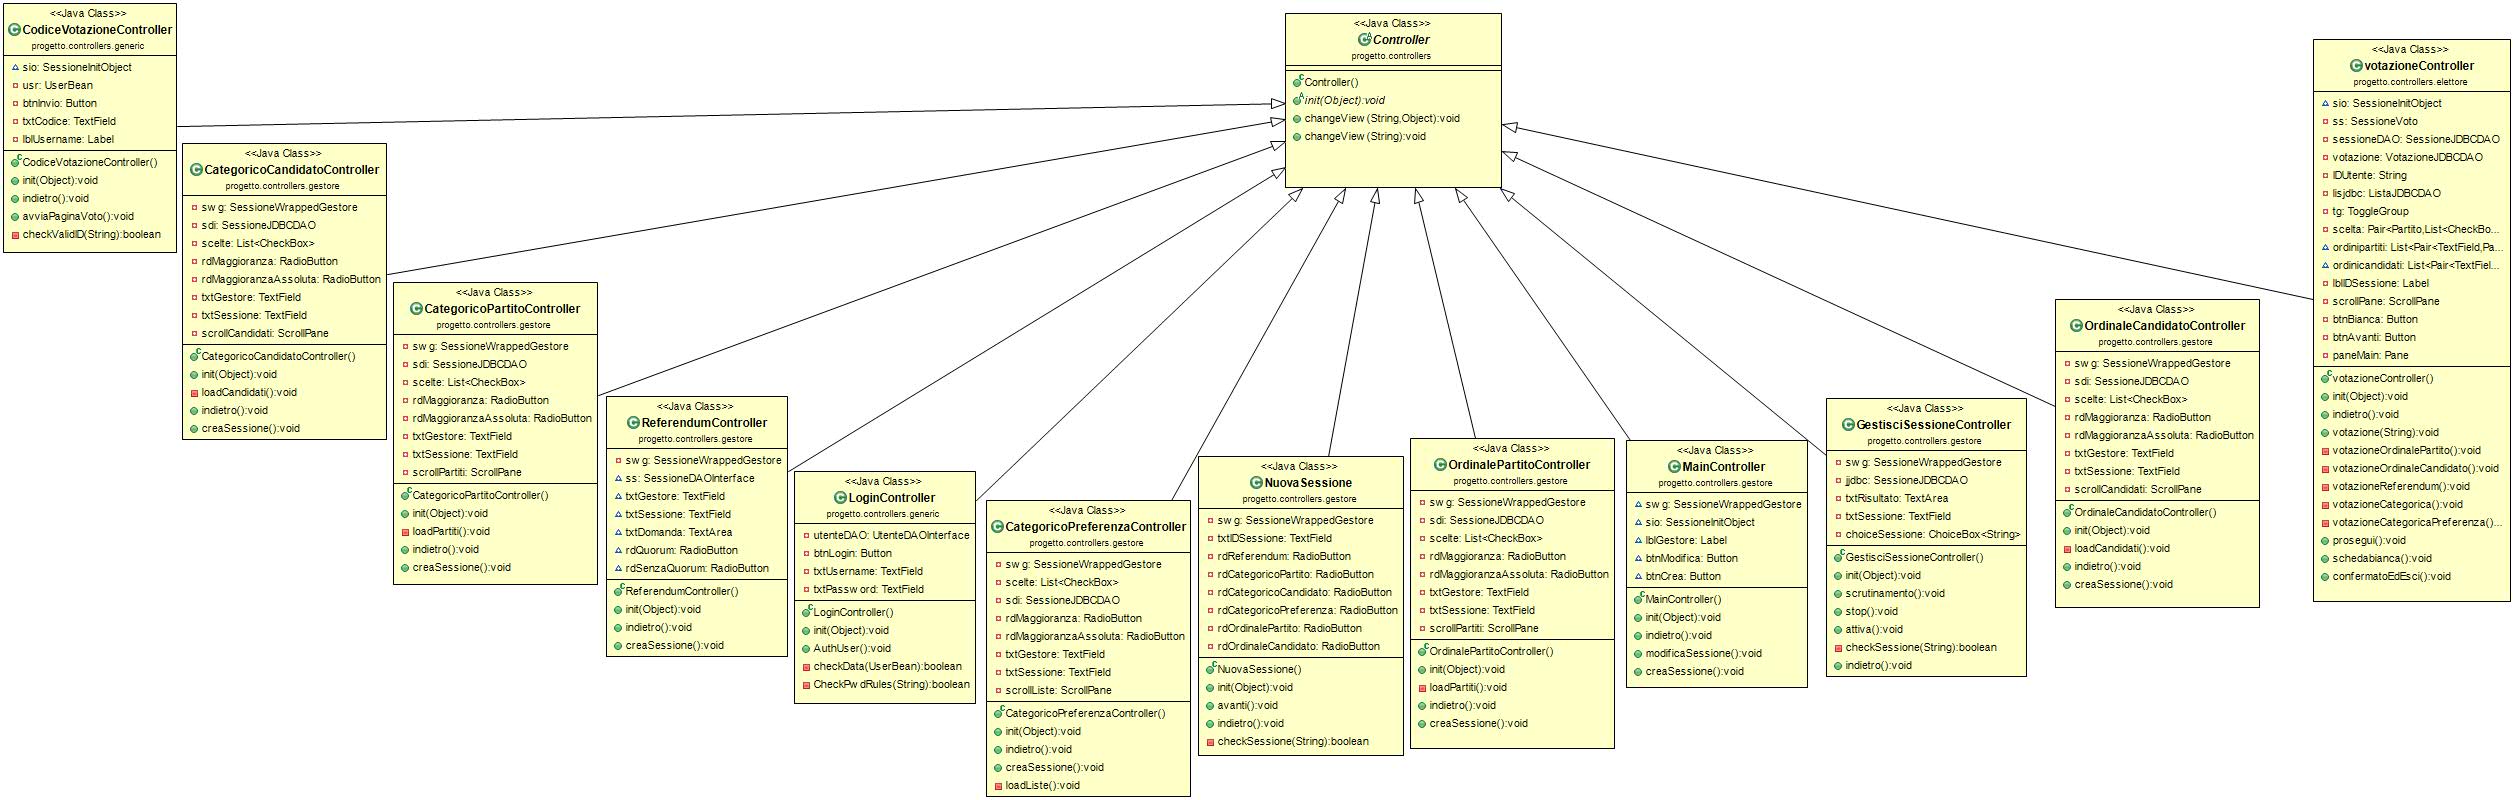 <<Java Class>>
CodiceVotazioneController
progetto.controllers.generic
sio: SessioneInitObject
usr: UserBean
btnInvio: Button
txtCodice: TextField
lblUsername: Label
CodiceVotazioneController()
init(Object):void
indietro():void
avviaPaginaVoto():void
checkValidID(String):boolean
<<Java Class>>
CategoricoCandidatoController
progetto.controllers.gestore
swg: SessioneWrappedGestore
sdi: SessioneJDBCDAO
scelte: List<CheckBox>
rdMaggioranza: RadioButton
rdMaggioranzaAssoluta: RadioButton
txtGestore: TextField
txtSessione: TextField
scrollCandidati: ScrollPane
CategoricoCandidatoController()
init(Object):void
loadCandidati():void
indietro():void
creaSessione():void
<<Java Class>>
CategoricoPartitoController
progetto.controllers.gestore
swg: SessioneWrappedGestore
sdi: SessioneJDBCDAO
scelte: List<CheckBox>
rdMaggioranza: RadioButton
rdMaggioranzaAssoluta: RadioButton
txtGestore: TextField
txtSessione: TextField
scrollPartiti: ScrollPane
CategoricoPartitoController()
init(Object):void
loadPartiti():void
indietro():void
creaSessione():void
<<Java Class>>
ReferendumController
progetto.controllers.gestore
swg: SessioneWrappedGestore
ss: SessioneDAOInterface
txtGestore: TextField
txtSessione: TextField
txtDomanda: TextArea
rdQuorum: RadioButton
rdSenzaQuorum: RadioButton
ReferendumController()
init(Object):void
indietro():void
creaSessione():void
<<Java Class>>
LoginController
progetto.controllers.generic
utenteDAO: UtenteDAOInterface
btnLogin: Button
txtUsername: TextField
txtPassword: TextField
LoginController()
init(Object):void
AuthUser():void
checkData(UserBean):boolean
CheckPwdRules(String):boolean
<<Java Class>>
CategoricoPreferenzaController
progetto.controllers.gestore
swg: SessioneWrappedGestore
scelte: List<CheckBox>
sdi: SessioneJDBCDAO
rdMaggioranza: RadioButton
rdMaggioranzaAssoluta: RadioButton
txtGestore: TextField
txtSessione: TextField
scrollListe: ScrollPane
CategoricoPreferenzaController()
init(Object):void
indietro():void
creaSessione():void
loadListe():void
<<Java Class>>
Controller
progetto.controllers
Controller()
init(Object):void
changeView(String,Object):void
changeView(String):void
<<Java Class>>
NuovaSessione
progetto.controllers.gestore
swg: SessioneWrappedGestore
txtIDSessione: TextField
rdReferendum: RadioButton
rdCategoricoPartito: RadioButton
rdCategoricoCandidato: RadioButton
rdCategoricoPreferenza: RadioButton
rdOrdinalePartito: RadioButton
rdOrdinaleCandidato: RadioButton
NuovaSessione()
init(Object):void
avanti():void
indietro():void
checkSessione(String):boolean
<<Java Class>>
OrdinalePartitoController
progetto.controllers.gestore
swg: SessioneWrappedGestore
sdi: SessioneJDBCDAO
scelte: List<CheckBox>
rdMaggioranza: RadioButton
rdMaggioranzaAssoluta: RadioButton
txtGestore: TextField
txtSessione: TextField
scrollPartiti: ScrollPane
OrdinalePartitoController()
init(Object):void
loadPartiti():void
indietro():void
creaSessione():void
<<Java Class>>
MainController
progetto.controllers.gestore
swg: SessioneWrappedGestore
sio: SessioneInitObject
lblGestore: Label
btnModifica: Button
btnCrea: Button
MainController()
init(Object):void
indietro():void
modificaSessione():void
creaSessione():void
<<Java Class>>
GestisciSessioneController
progetto.controllers.gestore
swg: SessioneWrappedGestore
jjdbc: SessioneJDBCDAO
txtRisultato: TextArea
txtSessione: TextField
choiceSessione: ChoiceBox<String>
GestisciSessioneController()
init(Object):void
scrutinamento():void
stop():void
attiva():void
checkSessione(String):boolean
indietro():void
<<Java Class>>
OrdinaleCandidatoController
progetto.controllers.gestore
swg: SessioneWrappedGestore
sdi: SessioneJDBCDAO
scelte: List<CheckBox>
rdMaggioranza: RadioButton
rdMaggioranzaAssoluta: RadioButton
txtGestore: TextField
txtSessione: TextField
scrollCandidati: ScrollPane
OrdinaleCandidatoController()
init(Object):void
loadCandidati():void
indietro():void
creaSessione():void
<<Java Class>>
votazioneController
progetto.controllers.elettore
sio: SessioneInitObject
ss: SessioneVoto
sessioneDAO: SessioneJDBCDAO
votazione: VotazioneJDBCDAO
IDUtente: String
lisjdbc: ListaJDBCDAO
tg: ToggleGroup
scelta: Pair<Partito,List<CheckBo...
ordinipartiti: List<Pair<TextField,Pa...
ordinicandidati: List<Pair<TextFiel...
lblIDSessione: Label
scrollPane: ScrollPane
btnBianca: Button
btnAvanti: Button
paneMain: Pane
votazioneController()
init(Object):void
indietro():void
votazione(String):void
votazioneOrdinalePartito():void
votazioneOrdinaleCandidato():void
votazioneReferendum():void
votazioneCategorica():void
votazioneCategoricaPreferenza()...
prosegui():void
schedabianca():void
confermatoEdEsci():void